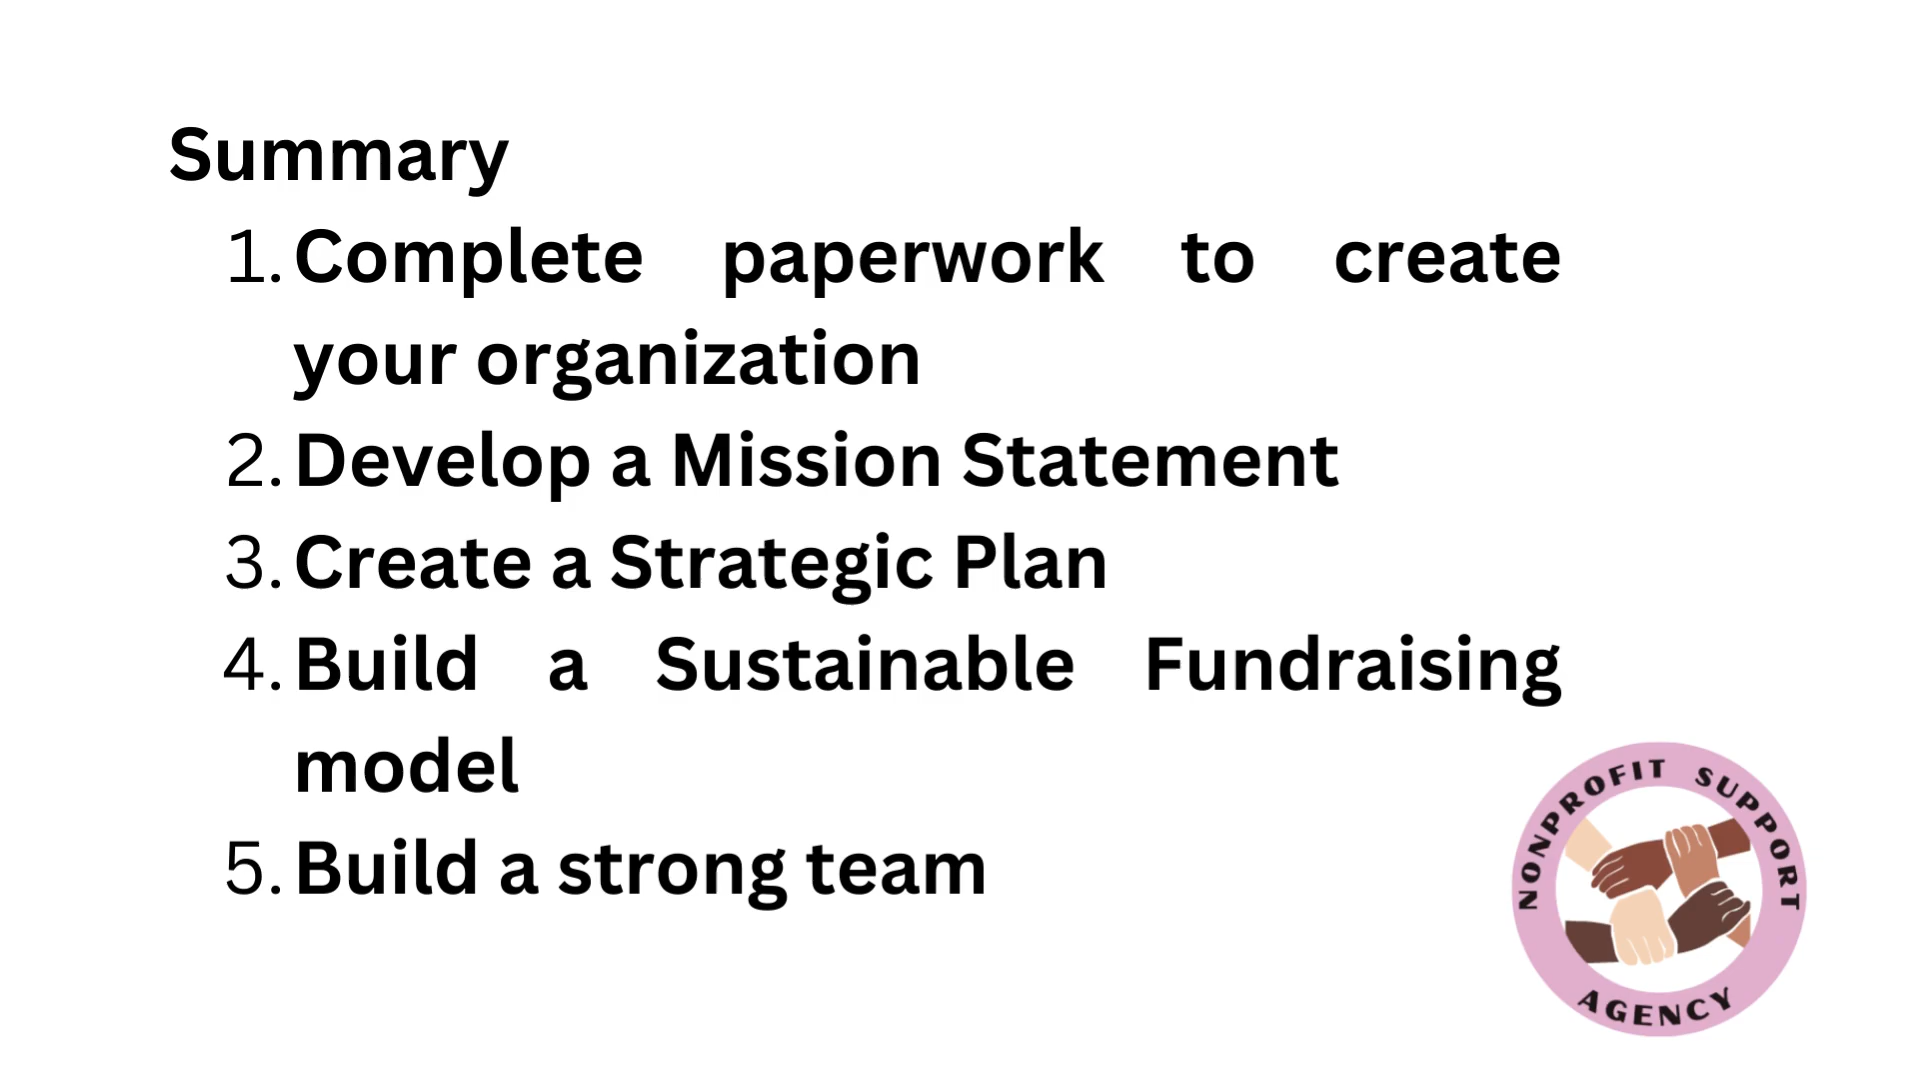 Summary
1. Complete paperwork to create
your organization
2. Develop a Mission Statement
3. Create a Strategic Plan
4. Build a Sustainable Fundraising
model
5. Build a strong team
NONPROFIT SUPPORT
AGENCY